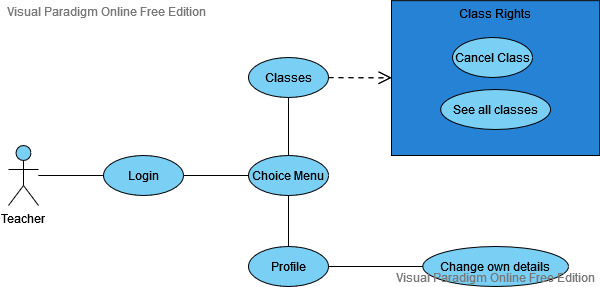 Visual Paradigm Online Free Edition
Class Rights
Cancel Class
Classes
See all classes
Login
Choice Menu
Teacher
Profile
Change own details
Visual Paradigm Online Free Edition